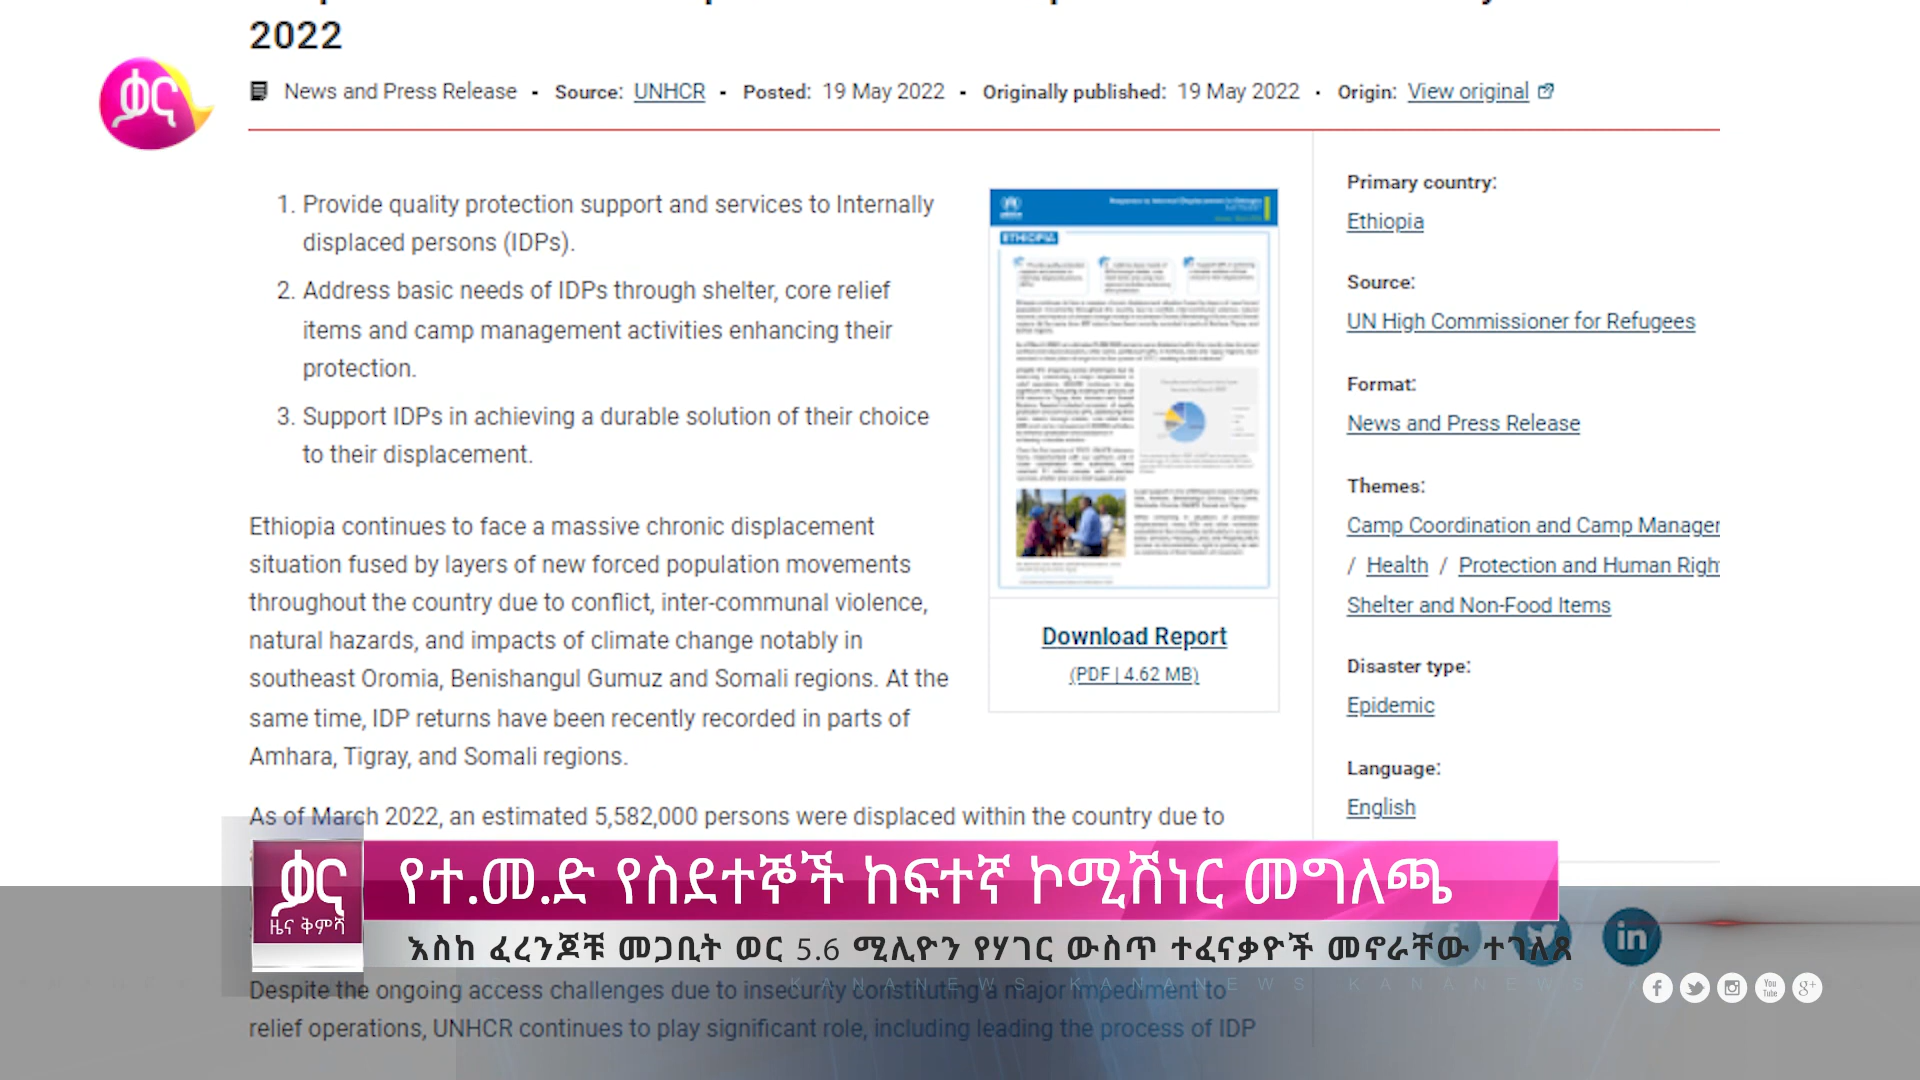 2022
ቃና
News and Press Release • Source: UNHCR • Posted: 19 May 2022 • Originally published: 19 May 2022 • Origin: View original
1. Provide quality protection support and services to Internally
displaced persons (IDPs).
2. Address basic needs of IDPs through shelter, core relief
items and camp management activities enhancing their
protection.
3. Support IDPs in achieving a durable solution of their choice
to their displacement.
Ethiopia continues to face a massive chronic displacement
situation fused by layers of new forced population movements
throughout the country due to conflict, inter-communal violence,
natural hazards, and impacts of climate change notably in
southeast Oromia, Benishangul Gumuz and Somali regions. At the
same time, IDP returns have been recently recorded in parts of
Amhara, Tigray, and Somali regions.
ETHIOPIA
Download Report
(PDF | 4.62 MB)
Primary country:
Ethiopia
Source:
UN High Commissioner for Refugees
Format:
News and Press Release
Themes:
Camp Coordination and Camp Manager
/ Health / Protection and Human Righ
Shelter and Non-Food Items
Disaster type:
Epidemic
Language:
English
As of March 2022, an estimated 5,582,000 persons were displaced within the country due to
ቃና
ዜና ቅምሻ
የተ.መ.ድ የስደተኞች ከፍተኛ ኮሚሽነር መግለጫ
እስከ ፈረንጆቹ መጋቢት ወር 5.6 ሚሊዮን የሃገር ውስጥ ተፈናቃዮች መኖራቸው ተገለጸ
KANANEWS KANANEWS KANANEWS
Despite the ongoing access challenges due to insecurity constituting a major impediment to
relief operations, UNHCR continues to play significant role, including leading the process of IDP
in
You
Tube
g+